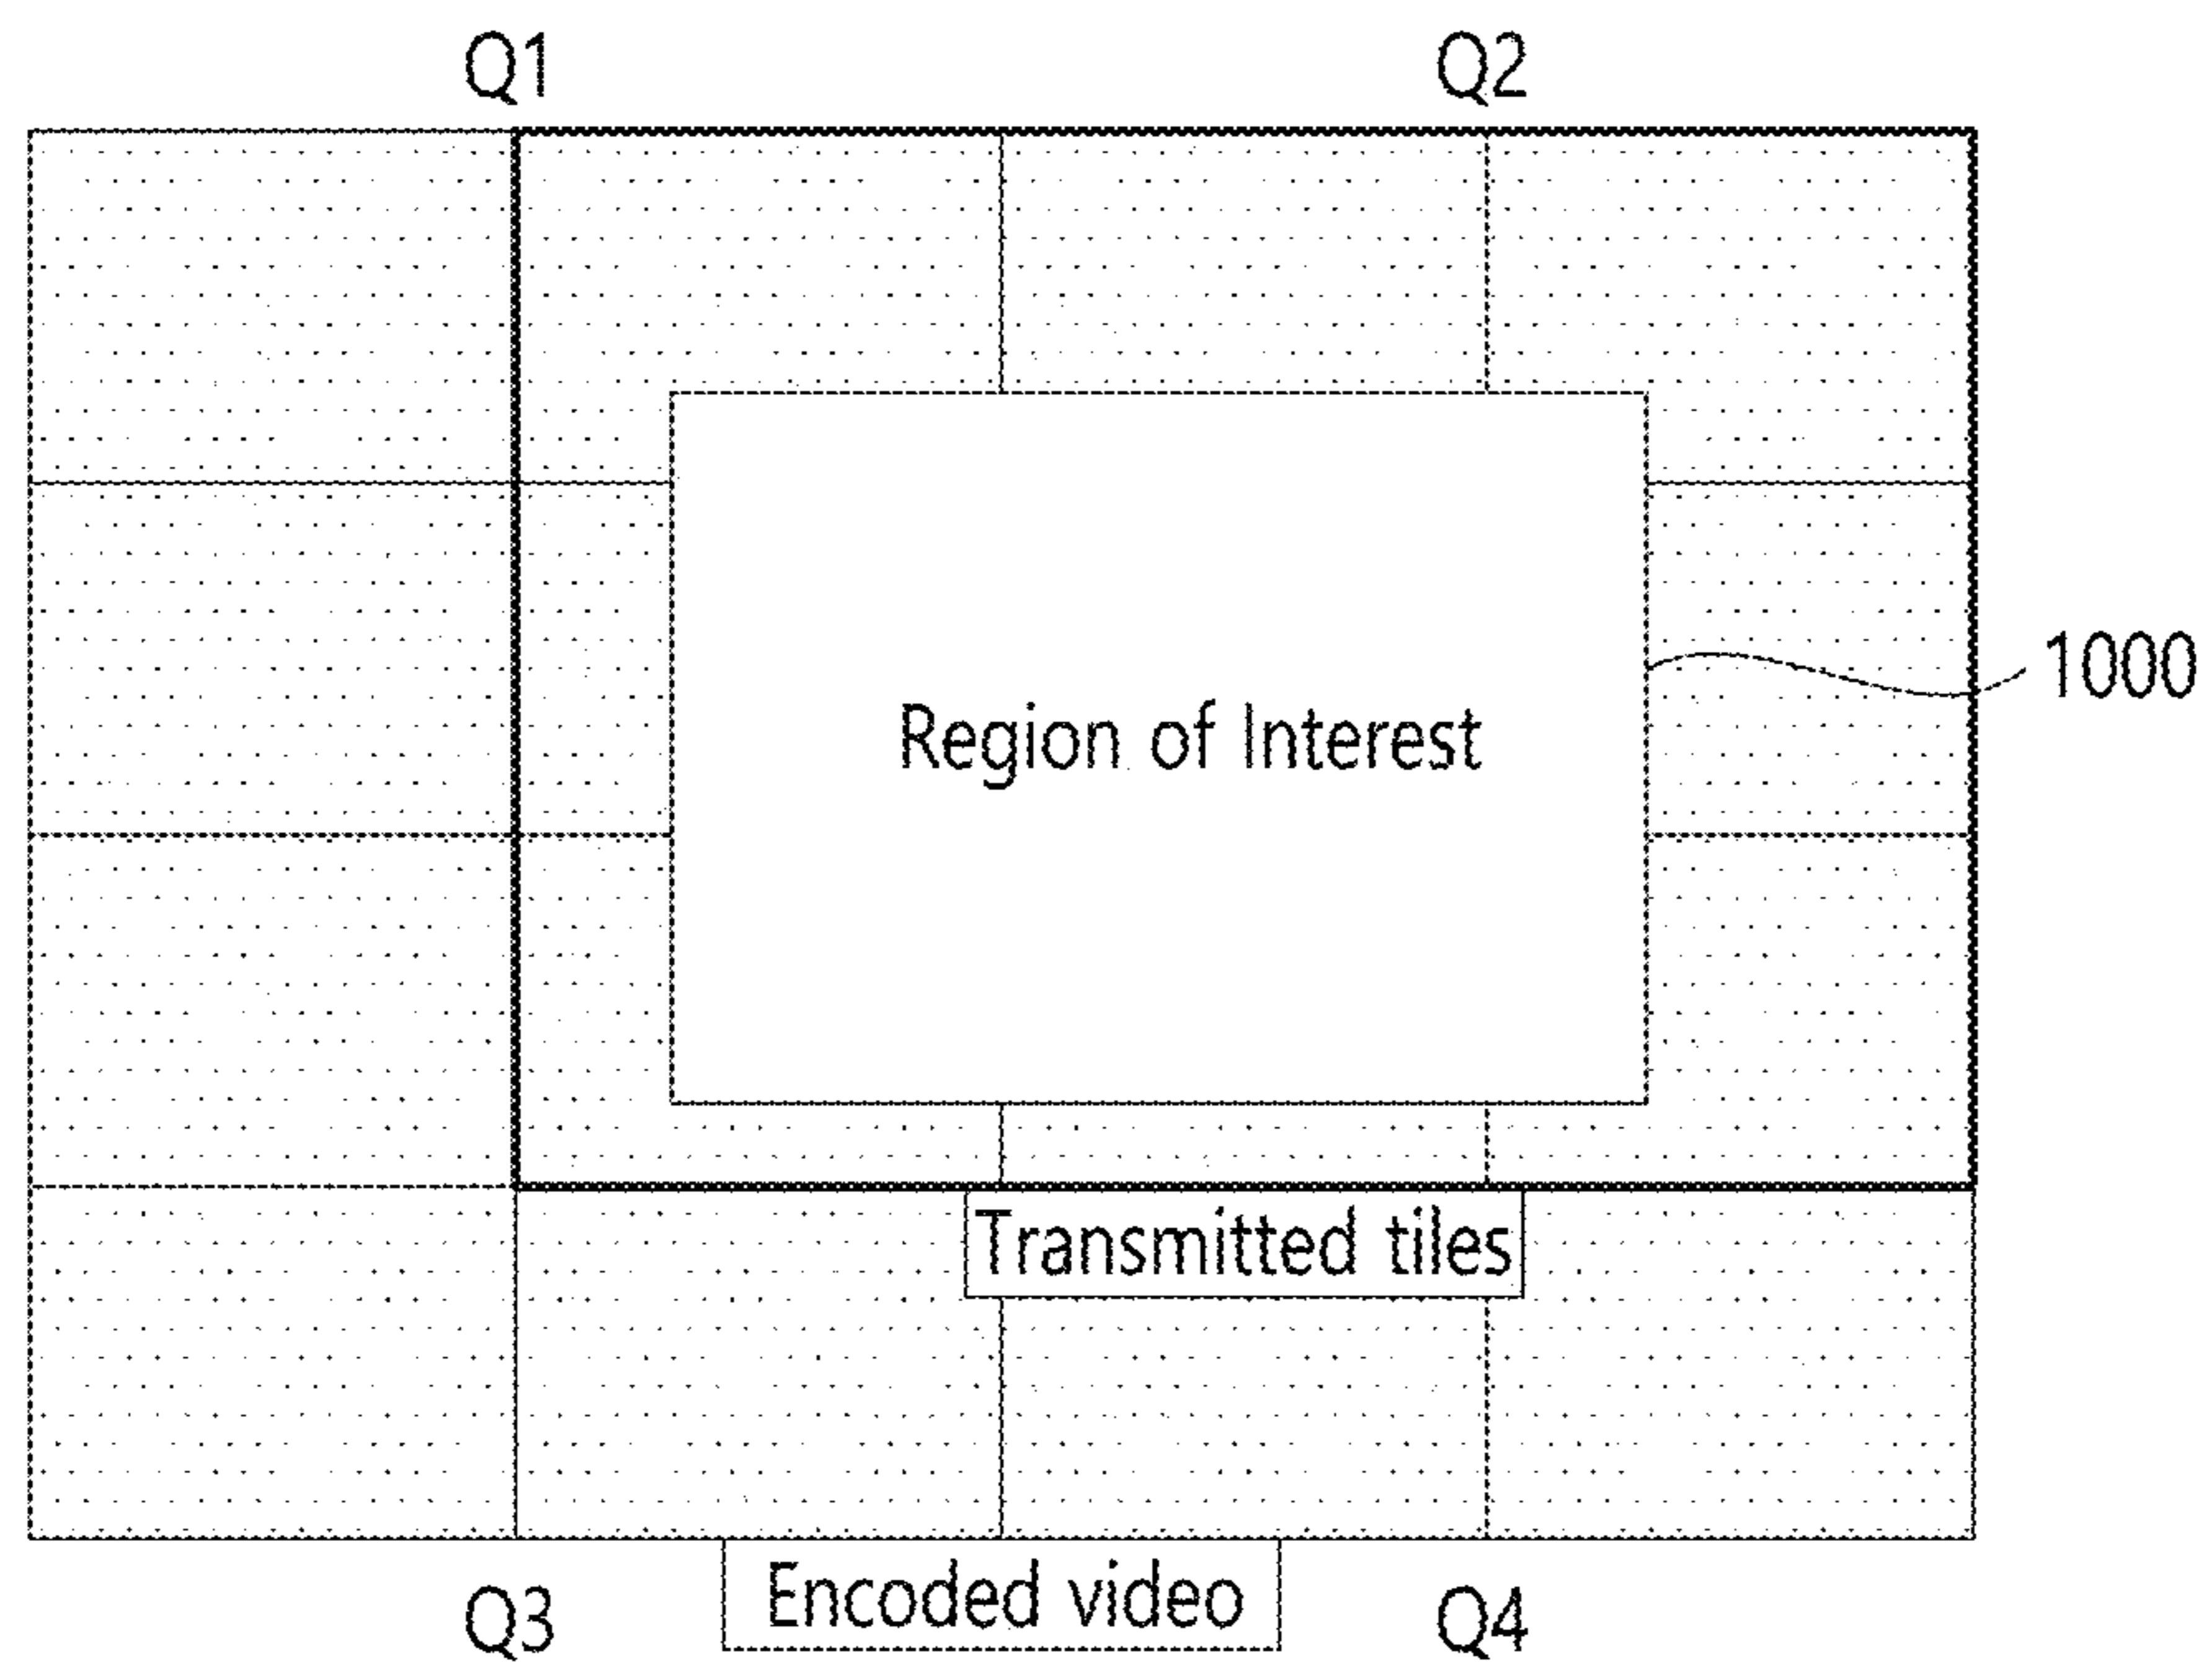 Q1
Q2
1000
Region of Interest
Transmitted tiles
Encoded video
Q3
Q4